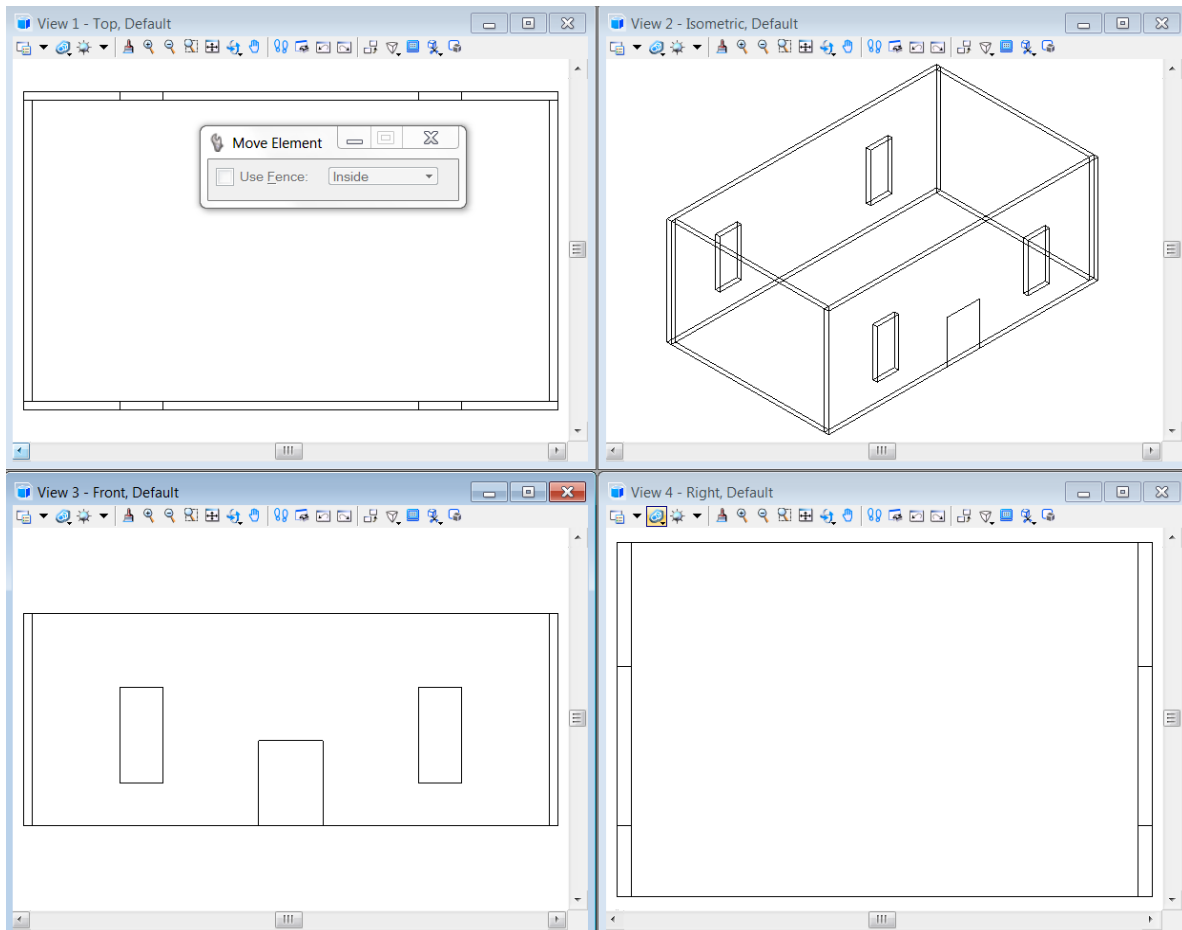 View 1 - Top, Default
View 2 - Isometric, Default
Move Element
Use Fence: Inside
View 3 - Front, Default
View 4 - Right, Default